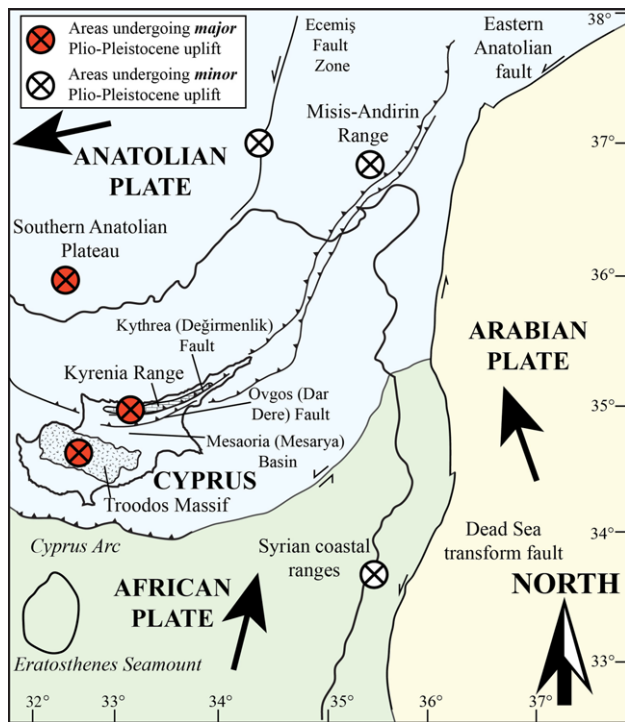 Areas undergoing major
Plio-Pleistocene uplift
Areas undergoing minor
Plio-Pleistocene uplift
Ecemiş
Fault
Zone
Eastern
Anatolian
fault
38°
Misis-Andirin
Range
37°
ANATOLIAN
PLATE
Southern Anatolian
Plateau
36°
Kythrea (Değirmenlik)
Fault
ARABIAN
PLATE
Kyrenia Range
Ovgos (Dar
Dere) Fault
35°
Mesaoria (Mesarya)
Basin
CYPRUS
Troodos Massif
Cyprus Arc
Syrian coastal
ranges
Dead Sea
transform fault
34°
AFRICAN
PLATE
NORTH
Eratosthenes Seamount
33°
32°
33°
34°
35°
36°
37°